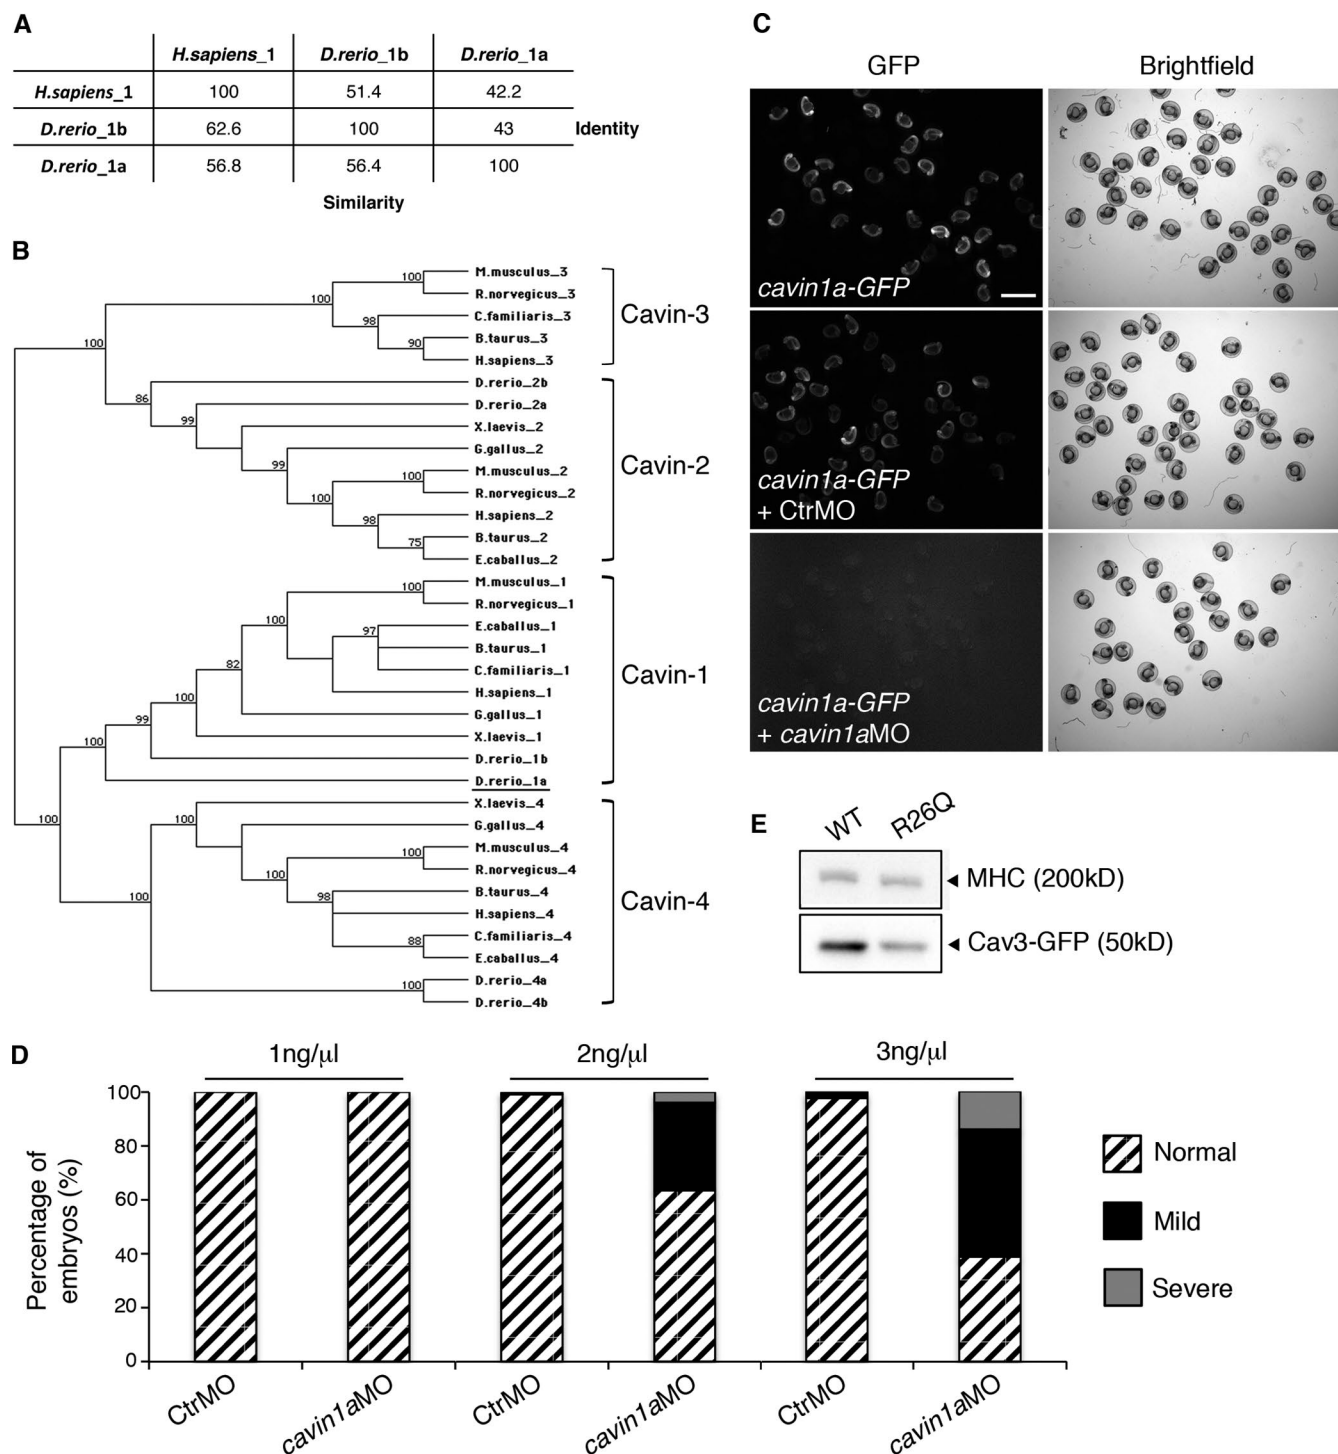 A
H.sapiens_1 D.rerio_1b D.rerio_1a
H.sapiens_1 100 51.4 42.2
D.rerio_1b 62.6 100 43 Identity
D.rerio_1a 56.8 56.4 100
Similarity
B
M.musculus_3
100
R.norvegicus_3
100
C.familiaris_3
Cavin-3
98
B.taurus_3
90
100
H.sapiens_3
D.rerio_2b
86
D.rerio_2a
99
X.laevis_2
G.gallus_2
99
M.musculus_2
Cavin-2
100
R.norvegicus_2
100
H.sapiens_2
98
B.taurus_2
75
E.caballus_2
M.musculus_1
100
R.norvegicus_1
100
E.caballus_1
97
B.taurus_1
82
C.familiaris_1
Cavin-1
H.sapiens_1
100
G.gallus_1
99
X.laevis_1
100
D.rerio_1b
D.rerio_1a
X.laevis_4
100
100
G.gallus_4
M.musculus_4
100
R.norvegicus_4
100
B.taurus_4
98
100
H.sapiens_4
Cavin-4
C.familiaris_4
88
E.caballus_4
D.rerio_4a
100
D.rerio_4b
C
GFP Brightfield
cavin1a-GFP
cavin1a-GFP
+ CtrMO
cavin1a-GFP
+ cavin1aMO
E
WT R26Q
MHC (200kD)
Cav3-GFP (50kD)
D
1ng/μl 2ng/μl 3ng/μl
Percentage of
embryos (%)
100
80
60
40
20
0
CtrMO cavin1aMO CtrMO cavin1aMO CtrMO cavin1aMO
Normal
Mild
Severe